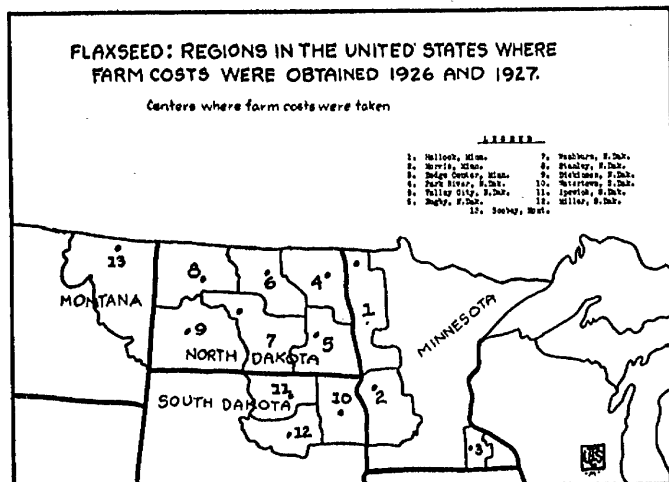 FLAXSEED: REGIONS IN THE UNITED STATES WHERE
FARM COSTS WERE OBTAINED 1926 AND 1927.
Centers where farm costs were taken
LEGEND
1. Hallock, Minn.
2. Morris, Minn.
3. Dodge Center, Minn.
4. Park River, N.Dak.
5. Valley City, N.Dak.
6. Rugby, N.Dak.
7. Washburn, N.Dak.
8. Stanley, N.Dak.
9. Dickinson, N.Dak.
10. Watertown, S.Dak.
11. Ipswich, S.Dak.
12. Miller, S.Dak.
13. Scobey, Mont.
13
8
6
4
1
MONTANA
MINNESOTA
9
7
5
NORTH DAKOTA
11
2
SOUTH DAKOTA
10
12
3